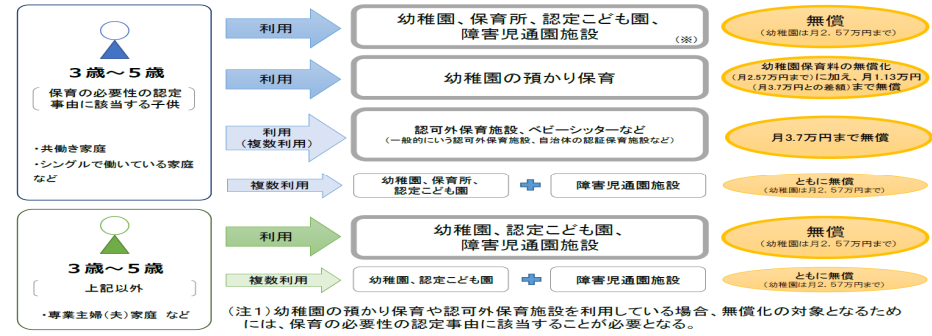 3歳～5歳
保育の必要性の認定
事由に該当する子供
・共働き家庭
・シングルで働いている家庭
など
利用
幼稚園、保育所、認定こども園、
障害児通園施設
(※)
無償
(幼稚園は月2.57万円まで)
利用
幼稚園の預かり保育
幼稚園保育料の無償化
(月2.57万円まで)に加え、月1.13万円
(月3.7万円との差額)まで無償
利用
(複数利用)
認可外保育施設、ベビーシッターなど
(一般的にいう認可外保育施設、自治体の認証保育施設など)
月3.7万円まで無償
複数利用
幼稚園、保育所、
認定こども園
+
障害児通園施設
ともに無償
(幼稚園は月2.57万円まで)
3歳～5歳
上記以外
・専業主婦(夫)家庭 など
利用
幼稚園、認定こども園、
障害児通園施設
無償
(幼稚園は月2.57万円まで)
複数利用
幼稚園、認定こども園
+
障害児通園施設
ともに無償
(幼稚園は月2.57万円まで)
(注1)幼稚園の預かり保育や認可外保育施設を利用している場合、無償化の対象となるため
には、保育の必要性の認定事由に該当することが必要となる。